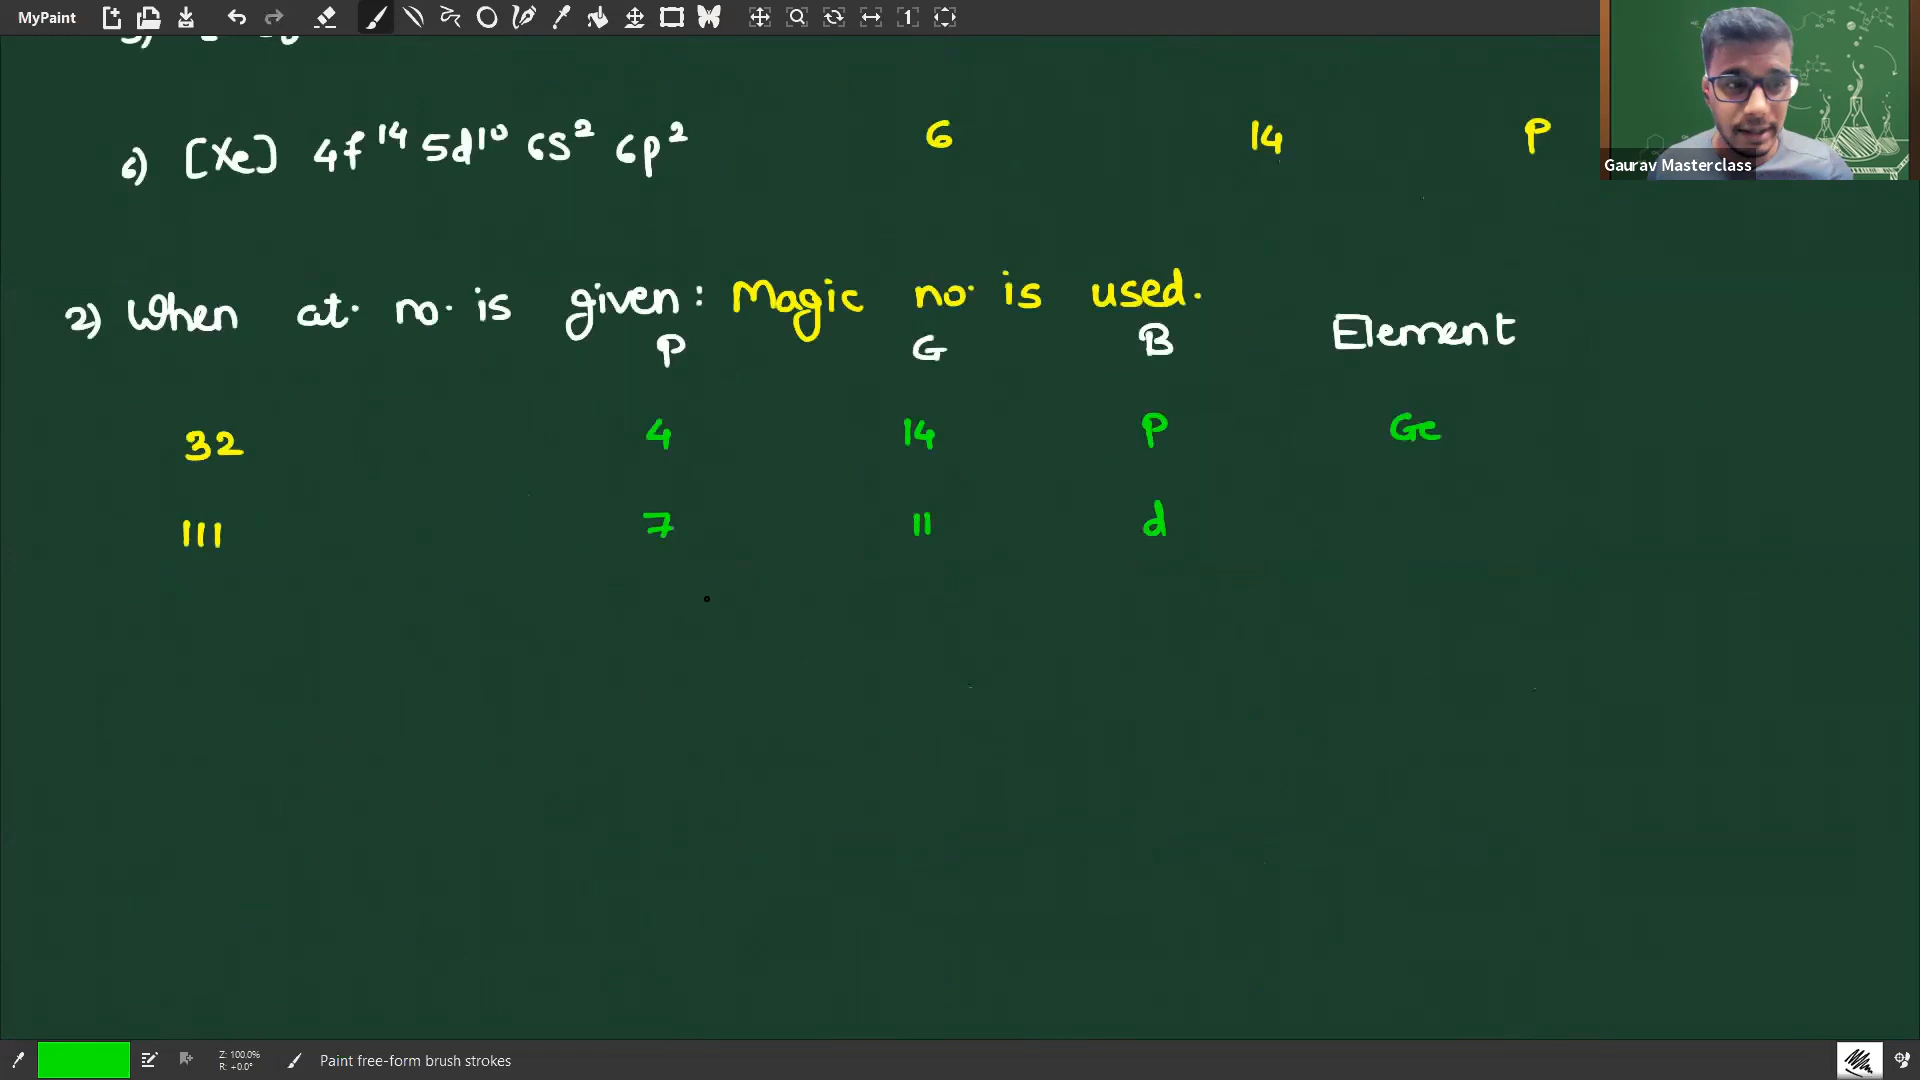 MyPaint
Gaurav Masterclass
6) [Xe] 4f¹⁴ 5d¹⁰ 6s² 6p² 6 14 P
2) When at. no. is given: Magic no. is used.
P G B Element
32 4 14 P Ge
111 7 11 d
Z: 100.0%
R: +0.0°
Paint free-form brush strokes